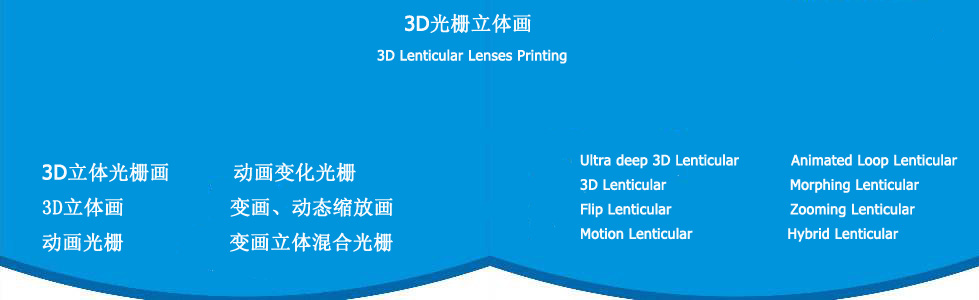 3D光栅立体画
3D Lenticular Lenses Printing
3D立体光栅画 动画变化光栅
3D立体画 变画、动态缩放画
动画光栅 变画立体混合光栅
Ultra deep 3D Lenticular Animated Loop Lenticular
3D Lenticular Morphing Lenticular
Flip Lenticular Zooming Lenticular
Motion Lenticular Hybrid Lenticular